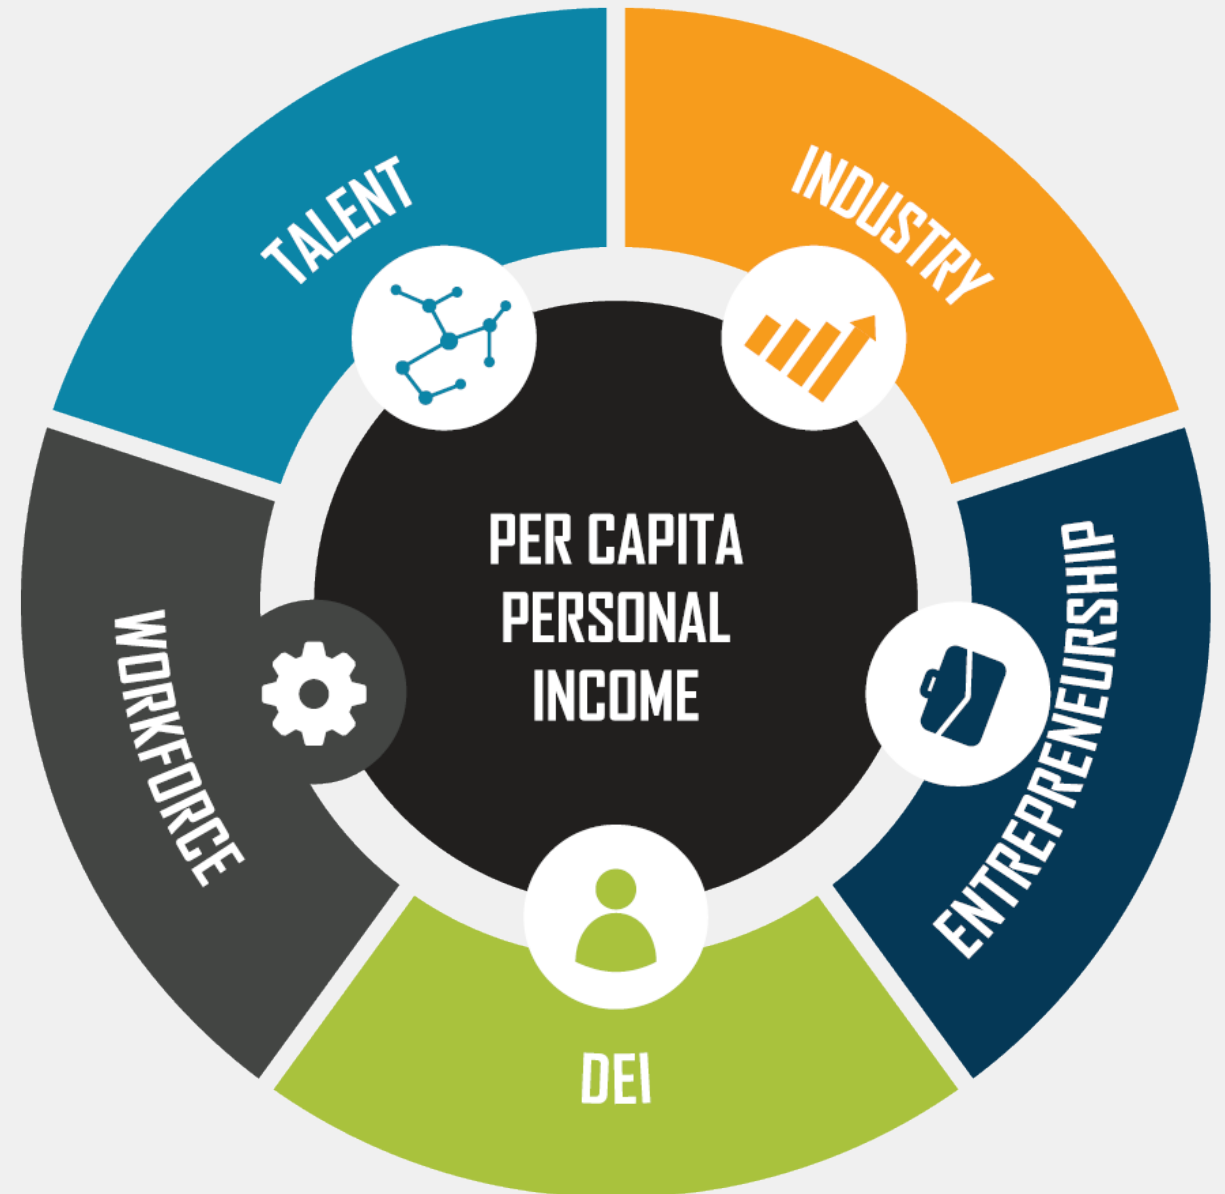 TALENT
INDUSTRY
PER CAPITA
PERSONAL
INCOME
WORKFORCE
ENTREPRENEURSHIP
DEI